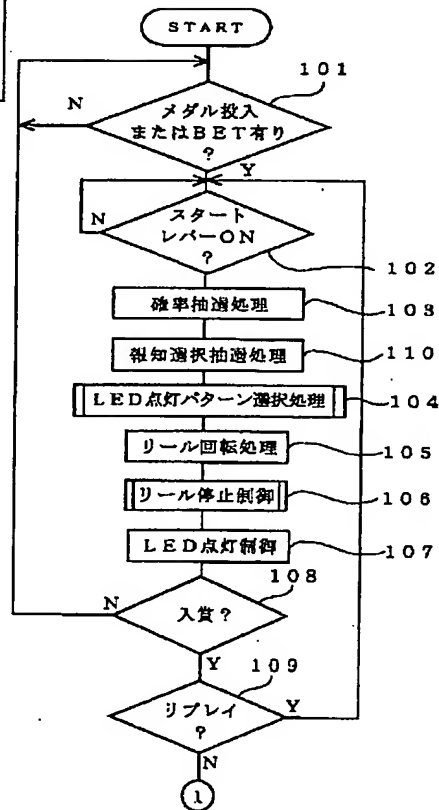 START
101
N
メダル投入
またはBET有り
?
Y
N
スタート
レバーON
?
102
確率抽選処理
103
報知選択抽選処理
110
LED点灯パターン選択処理
104
リール回転処理
105
リール停止制御
106
LED点灯制御
107
108
N
入賞?
Y
109
リプレイ
?
Y
N
1